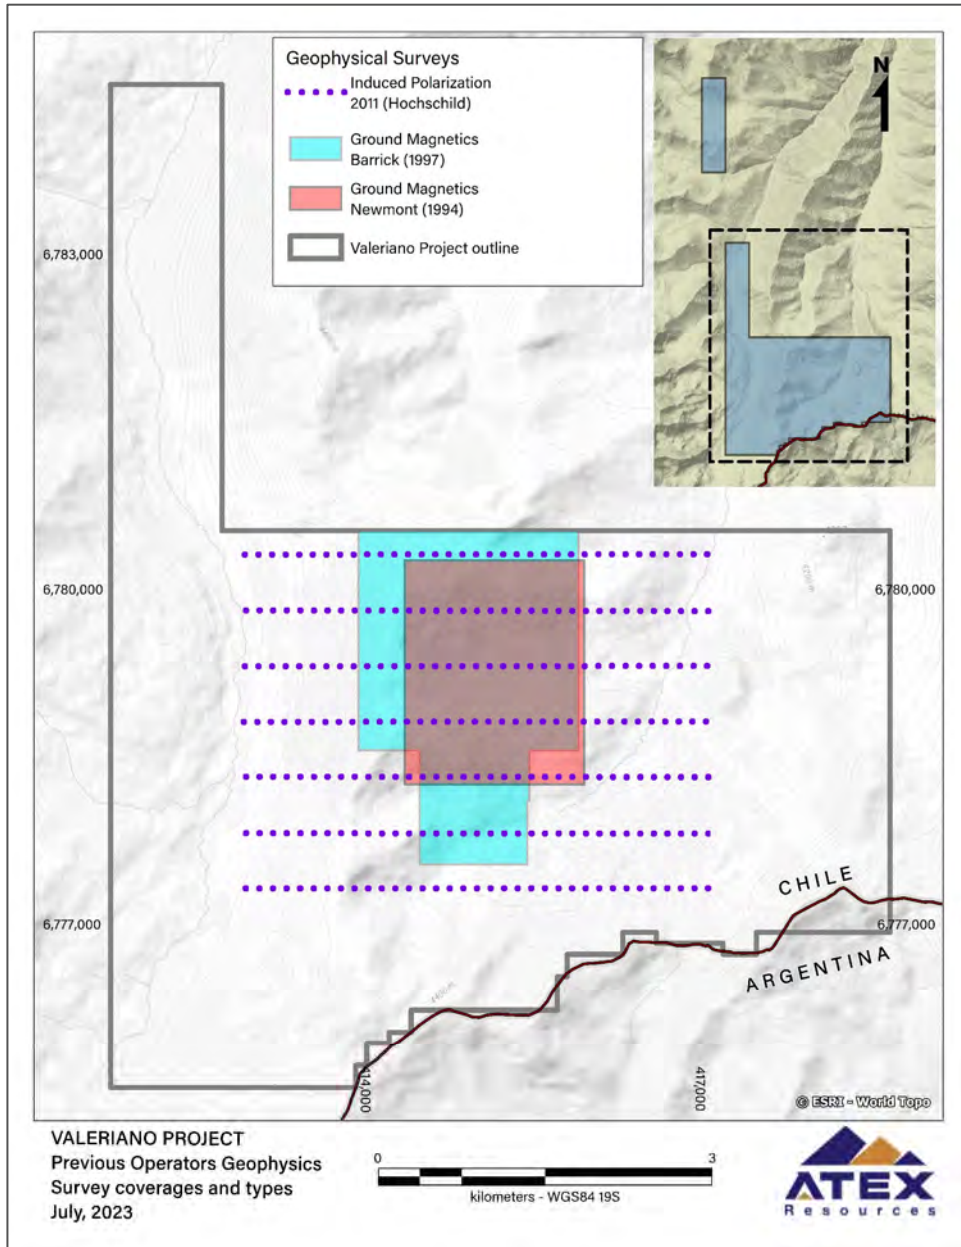 Geophysical Surveys
Induced Polarization
2011 (Hochschild)
Ground Magnetics
Barrick (1997)
Ground Magnetics
Newmont (1994)
Valeriano Project outline
N
6,783,000
6,780,000
6,780,000
6,777,000
6,777,000
CHILE
ARGENTINA
4400 m
414,000
417,000
© ESRI - World Topo
VALERIANO PROJECT
Previous Operators Geophysics
Survey coverages and types
July, 2023
0
3
kilometers - WGS84 19S
ATEX
Resources